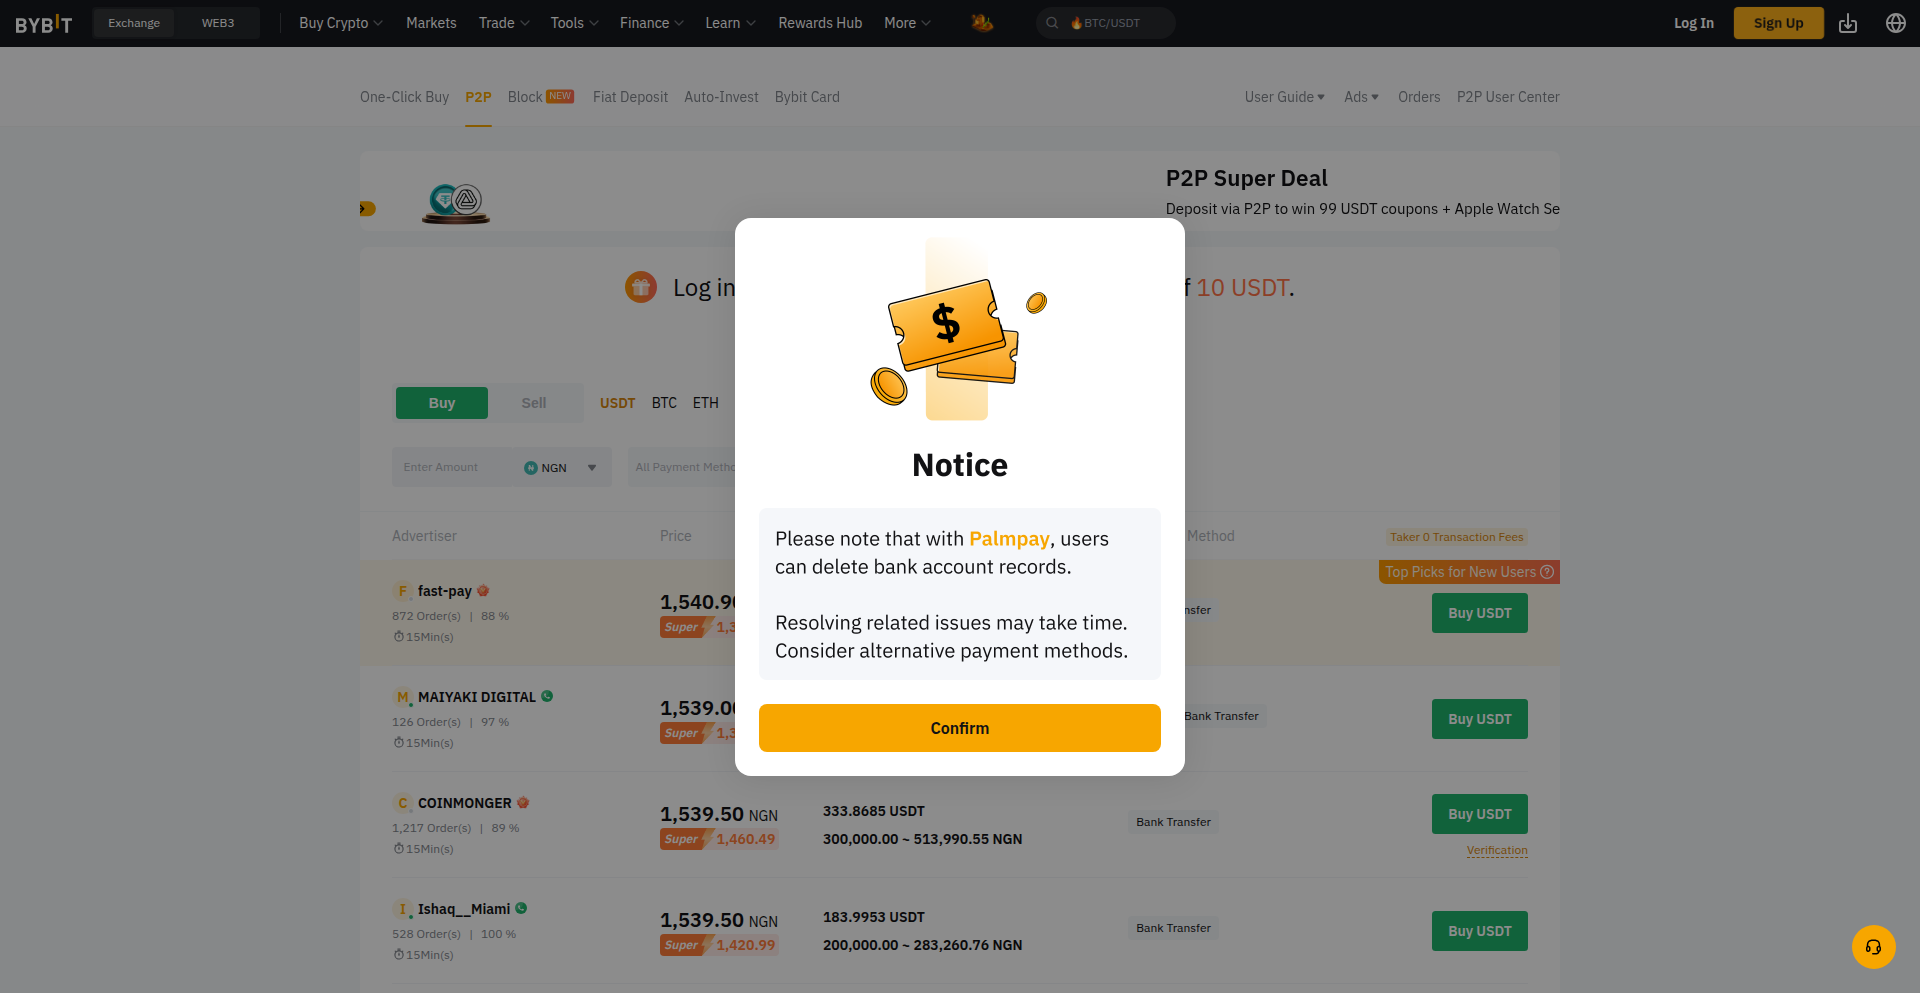 BYBIT Exchange WEB3 Buy Crypto Markets Trade Tools Finance Learn Rewards Hub More 🔥BTC/USDT Log In Sign Up
One-Click Buy P2P Block NEW Fiat Deposit Auto-Invest Bybit Card User Guide Ads Orders P2P User Center
P2P Super Deal
Deposit via P2P to win 99 USDT coupons + Apple Watch Se
Log in
10 USDT.
$
Notice
Please note that with Palmpay, users
can delete bank account records.
Resolving related issues may take time.
Consider alternative payment methods.
Confirm
Buy Sell USDT BTC ETH
Enter Amount NGN All Payment
Advertiser Price Method Taker 0 Transaction Fees
Top Picks for New Users
F fast-pay
872 Order(s) | 88 %
15Min(s)
1,540.9
Super 1,3
Buy USDT
M MAIYAKI DIGITAL
126 Order(s) | 97 %
15Min(s)
1,539.0
Super 1,3
Bank Transfer
Buy USDT
C COINMONGER
1,217 Order(s) | 89 %
15Min(s)
1,539.50 NGN
Super 1,460.49
333.8685 USDT
300,000.00 ~ 513,990.55 NGN
Bank Transfer
Buy USDT
Verification
I Ishaq__Miami
528 Order(s) | 100 %
15Min(s)
1,539.50 NGN
Super 1,420.99
183.9953 USDT
200,000.00 ~ 283,260.76 NGN
Bank Transfer
Buy USDT